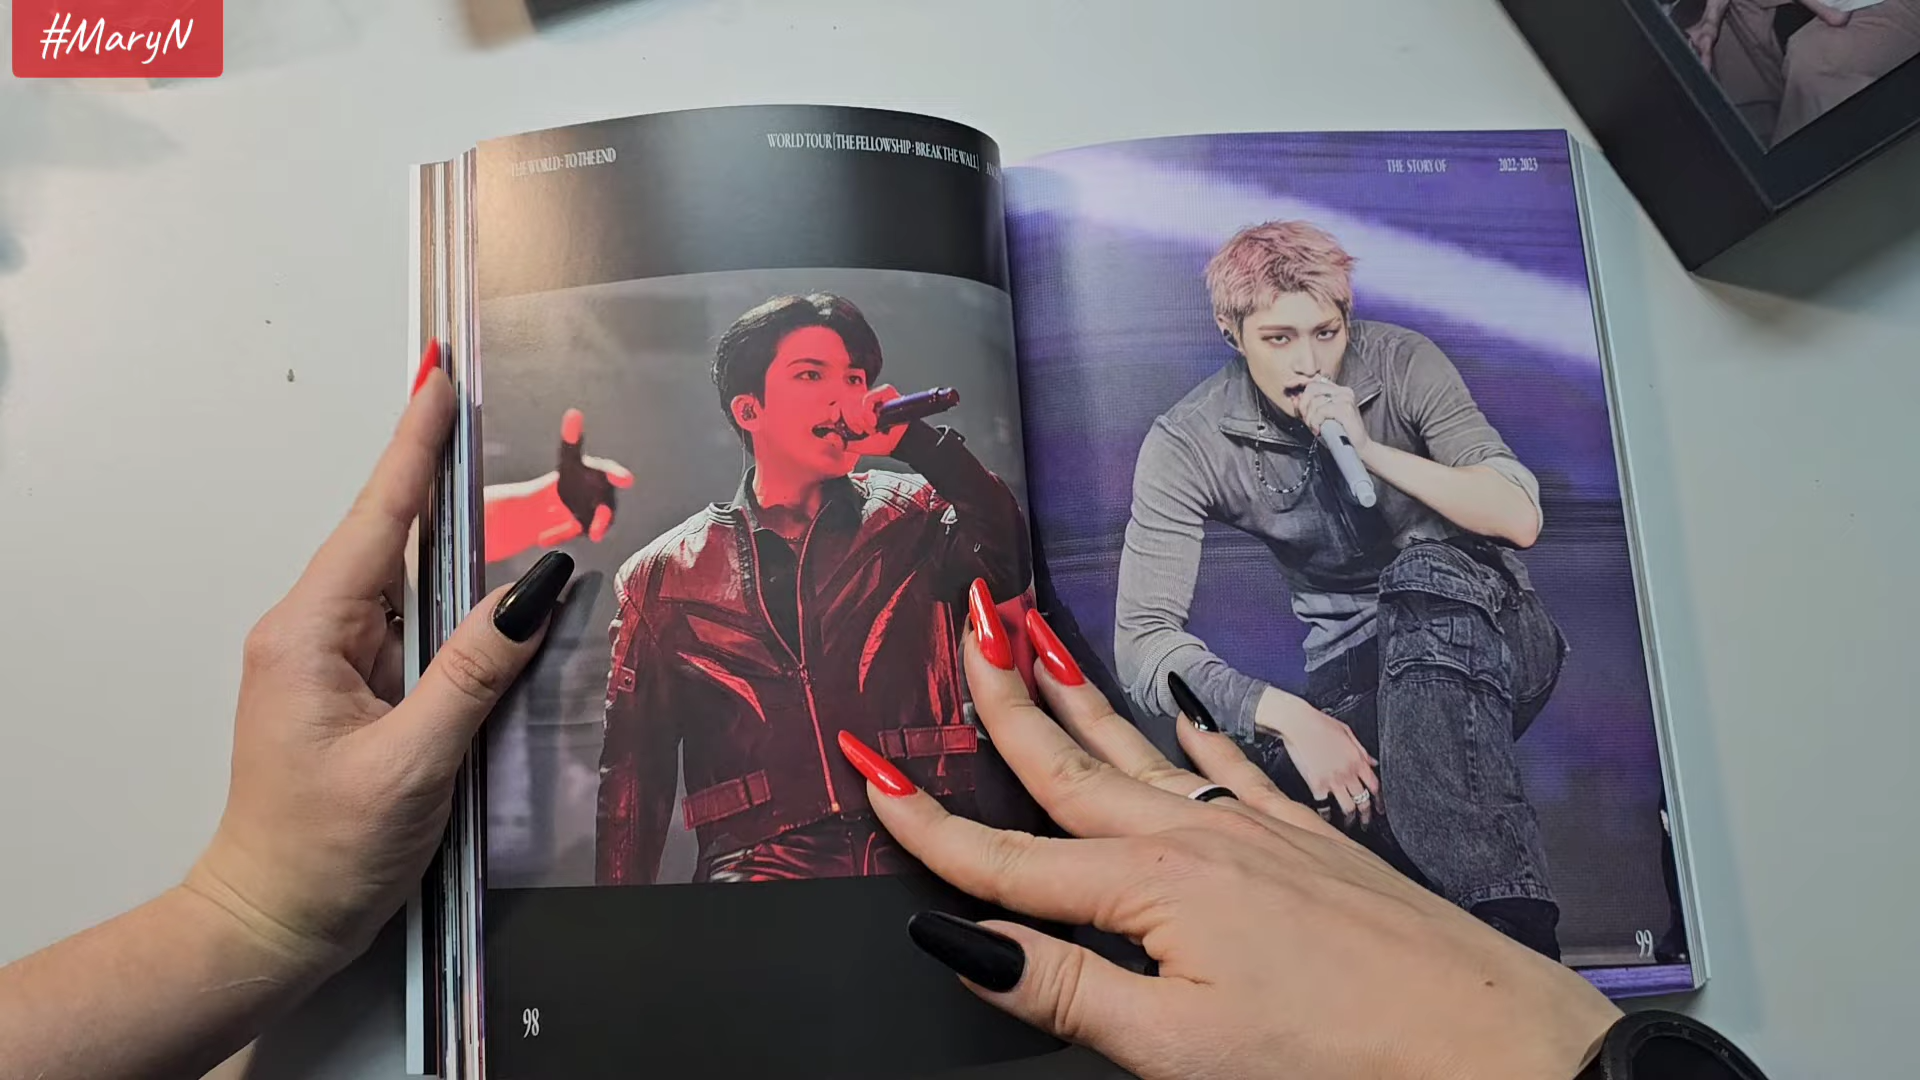 #MaryN
THE WORLD : TO THE END
WORLD TOUR [THE FELLOWSHIP : BREAK THE WALL]
THE STORY OF
2022-2023
99
98